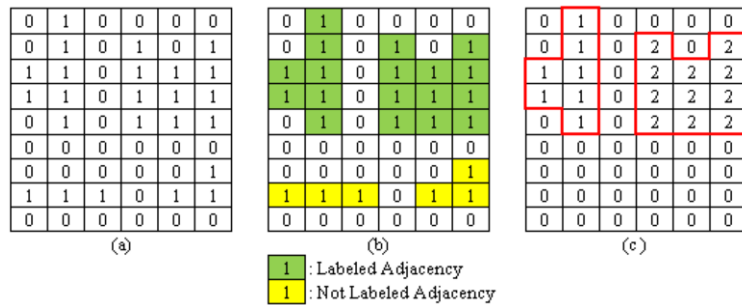 0 1 0 0 0 0 0 1 0 0 0 0 0 1 0 0 0 0
0 1 0 1 0 1 0 1 0 1 0 1 0 1 0 2 0 2
1 1 0 1 1 1 1 1 0 1 1 1 1 1 0 2 2 2
1 1 0 1 1 1 1 1 0 1 1 1 1 1 0 2 2 2
0 1 0 1 1 1 0 1 0 1 1 1 0 1 0 2 2 2
0 0 0 0 0 0 0 0 0 0 0 0 0 0 0 0 0 0
0 0 0 0 0 1 0 0 0 0 0 1 0 0 0 0 0 0
1 1 1 0 1 1 1 1 1 0 1 1 0 0 0 0 0 0
0 0 0 0 0 0 0 0 0 0 0 0 0 0 0 0 0 0
(a) (b) (c)
1 : Labeled Adjacency
1 : Not Labeled Adjacency